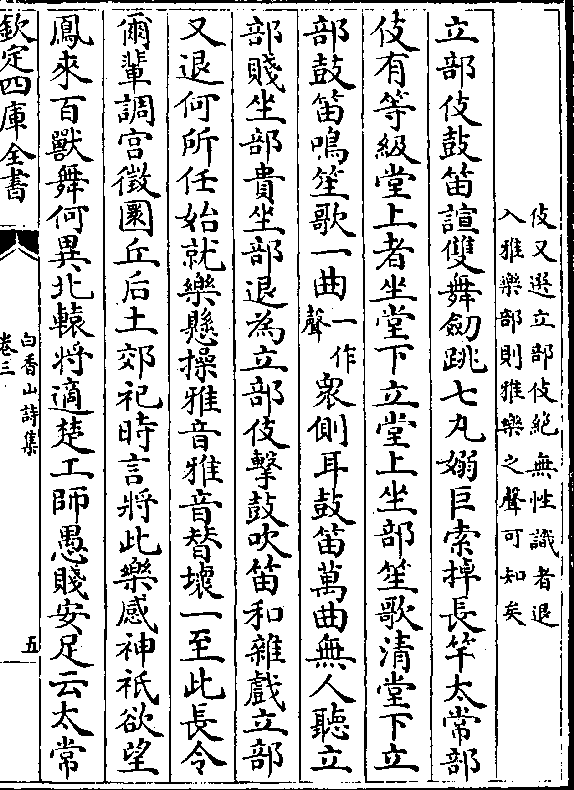 伎又選立部伎絶無性識者退
入雅樂部則雅樂之聲可知矣
立部伎鼓笛諠雙舞劒跳七丸嫋巨索掉長竿太常部
伎有等級堂上者坐堂下立堂上坐部笙歌清堂下立
部鼓笛鳴笙歌一曲一作聲衆側耳鼓笛萬曲無人聽立
部賤坐部貴坐部退為立部伎擊鼓吹笛和雜戲立部
又退何所任始就樂懸操雅音雅音替壞一至此長令
爾輩調宫徵圜丘后土郊祀時言將此樂感神祇欲望
鳳來百獸舞何異北轅將適楚工師愚賤安足云太常
欽定四庫全書
白香山詩集
卷三
五